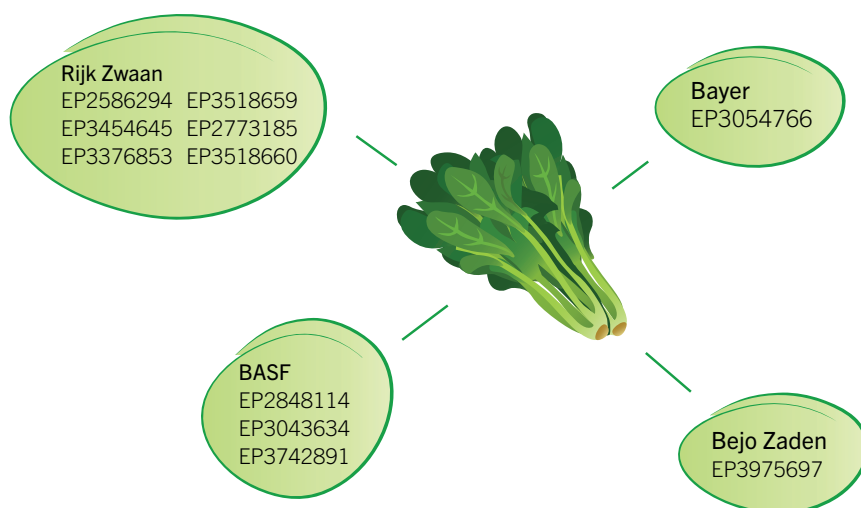 Rijk Zwaan
EP2586294 EP3518659
EP3454645 EP2773185
EP3376853 EP3518660
Bayer
EP3054766
BASF
EP2848114
EP3043634
EP3742891
Bejo Zaden
EP3975697